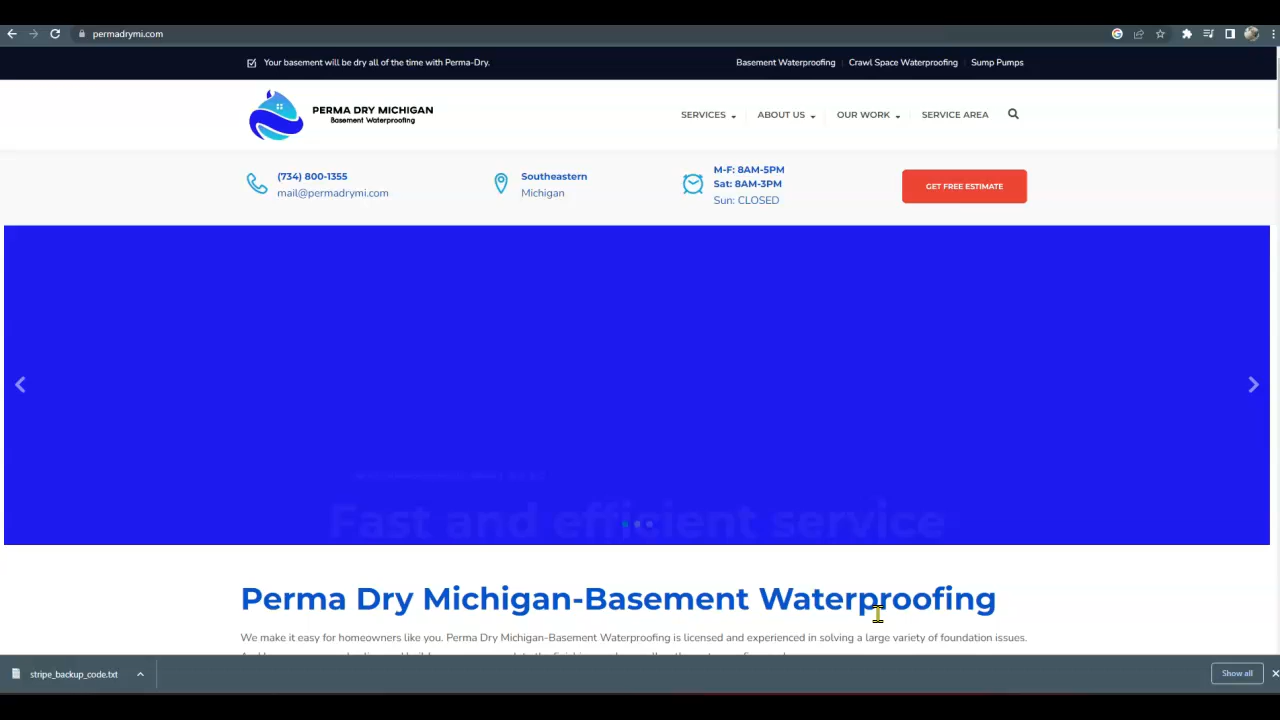 permadrymi.com
Your basement will be dry all of the time with Perma-Dry.
Basement Waterproofing
Crawl Space Waterproofing
Sump Pumps
PERMA DRY MICHIGAN
Basement Waterproofing
SERVICES
ABOUT US
OUR WORK
SERVICE AREA
(734) 800-1355
mail@permadrymi.com
Southeastern
Michigan
M-F: 8AM-5PM
Sat: 8AM-3PM
Sun: CLOSED
GET FREE ESTIMATE
Fast and efficient service
Perma Dry Michigan-Basement Waterproofing
We make it easy for homeowners like you. Perma Dry Michigan-Basement Waterproofing is licensed and experienced in solving a large variety of foundation issues.
stripe_backup_code.txt
Show all